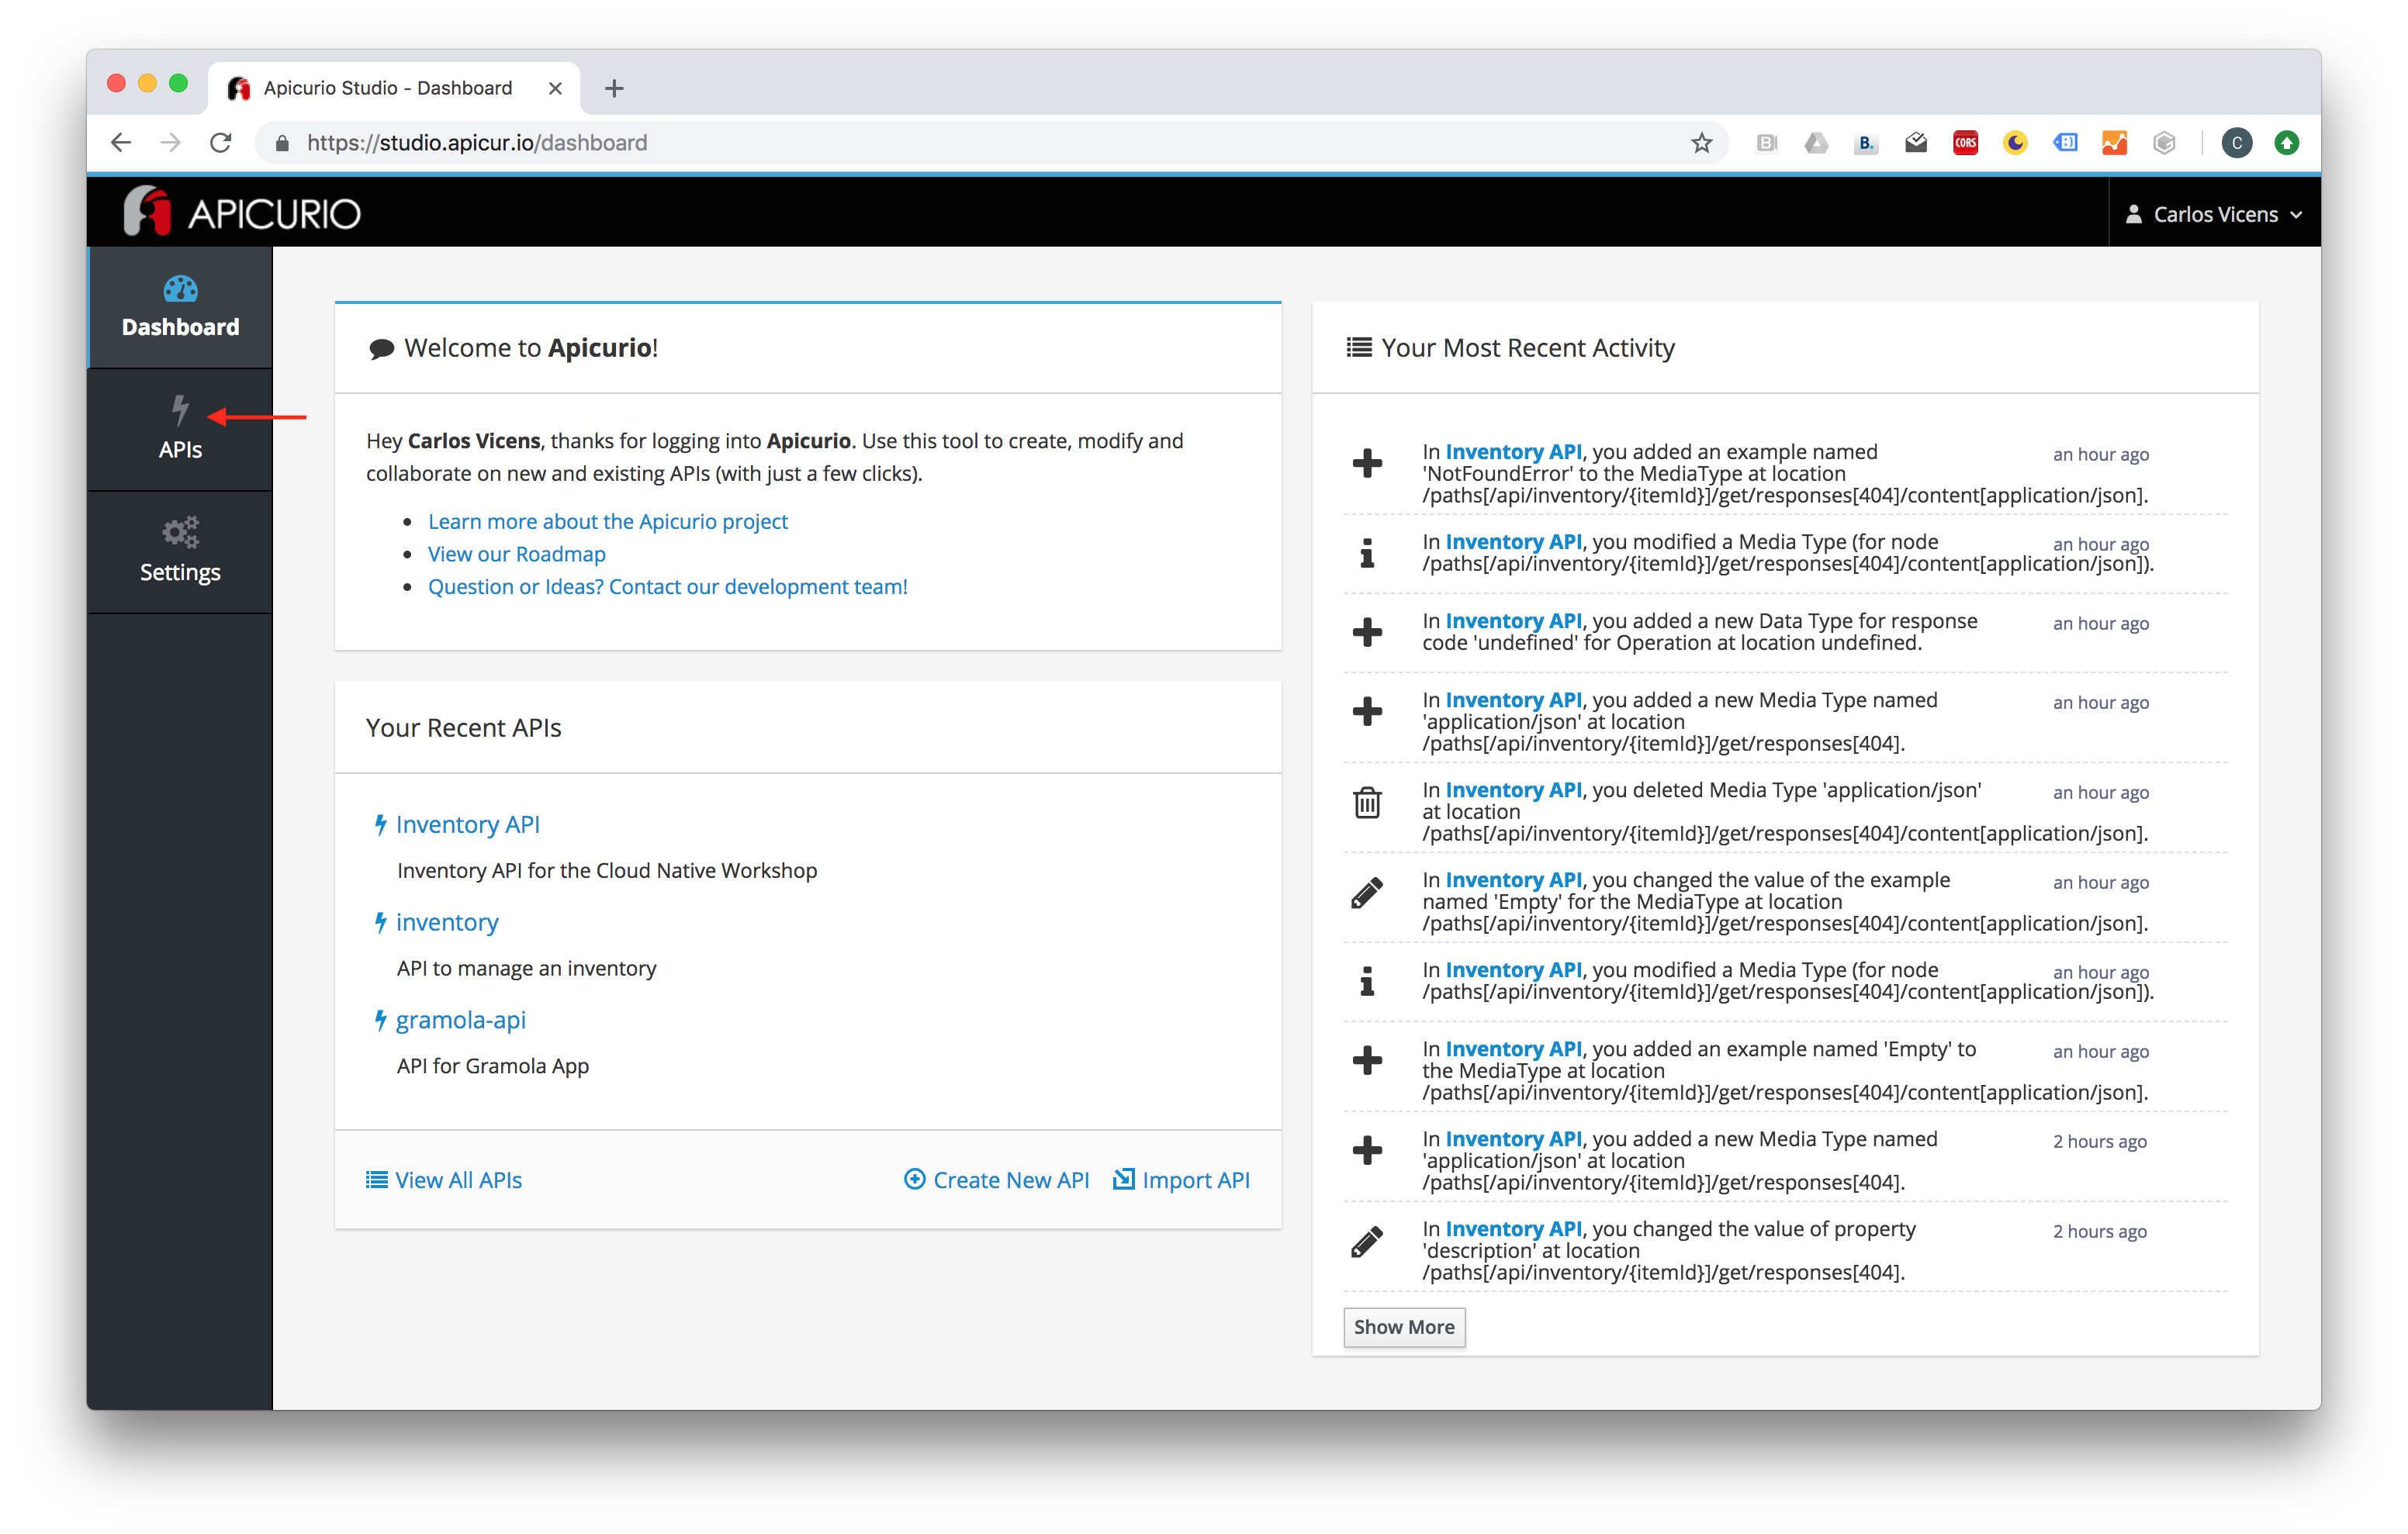 Apicurio Studio - Dashboard
https://studio.apicur.io/dashboard
B
B.
CORS
C
APICURIO
Carlos Vicens
Dashboard
APIs
Settings
Welcome to Apicurio!
Hey Carlos Vicens, thanks for logging into Apicurio. Use this tool to create, modify and
collaborate on new and existing APIs (with just a few clicks).
Learn more about the Apicurio project
View our Roadmap
Question or Ideas? Contact our development team!
Your Recent APIs
Inventory API
Inventory API for the Cloud Native Workshop
inventory
API to manage an inventory
gramola-api
API for Gramola App
View All APIs
Create New API
Import API
Your Most Recent Activity
In Inventory API, you added an example named an hour ago
'NotFoundError' to the MediaType at location
/paths[/api/inventory/{itemId}]/get/responses[404]/content[application/json].
In Inventory API, you modified a Media Type (for node an hour ago
/paths[/api/inventory/{itemId}]/get/responses[404]/content[application/json]).
In Inventory API, you added a new Data Type for response an hour ago
code 'undefined' for Operation at location undefined.
In Inventory API, you added a new Media Type named an hour ago
'application/json' at location
/paths[/api/inventory/{itemId}]/get/responses[404].
In Inventory API, you deleted Media Type 'application/json' an hour ago
at location
/paths[/api/inventory/{itemId}]/get/responses[404]/content[application/json].
In Inventory API, you changed the value of the example an hour ago
named 'Empty' for the MediaType at location
/paths[/api/inventory/{itemId}]/get/responses[404]/content[application/json].
In Inventory API, you modified a Media Type (for node an hour ago
/paths[/api/inventory/{itemId}]/get/responses[404]/content[application/json]).
In Inventory API, you added an example named 'Empty' to an hour ago
the MediaType at location
/paths[/api/inventory/{itemId}]/get/responses[404]/content[application/json].
In Inventory API, you added a new Media Type named 2 hours ago
'application/json' at location
/paths[/api/inventory/{itemId}]/get/responses[404].
In Inventory API, you changed the value of property 2 hours ago
'description' at location
/paths[/api/inventory/{itemId}]/get/responses[404].
Show More